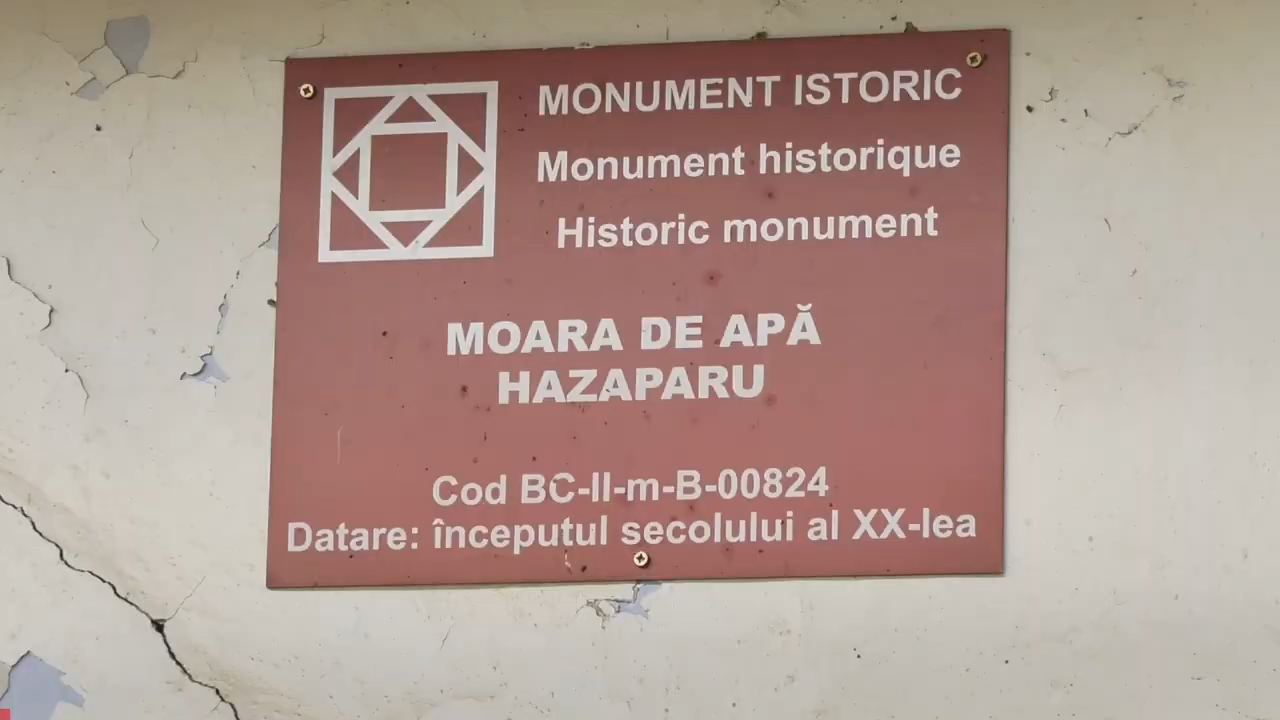 MONUMENT ISTORIC
Monument historique
Historic monument
MOARA DE APĂ
HAZAPARU
Cod BC-II-m-B-00824
Datare: începutul secolului al XX-lea